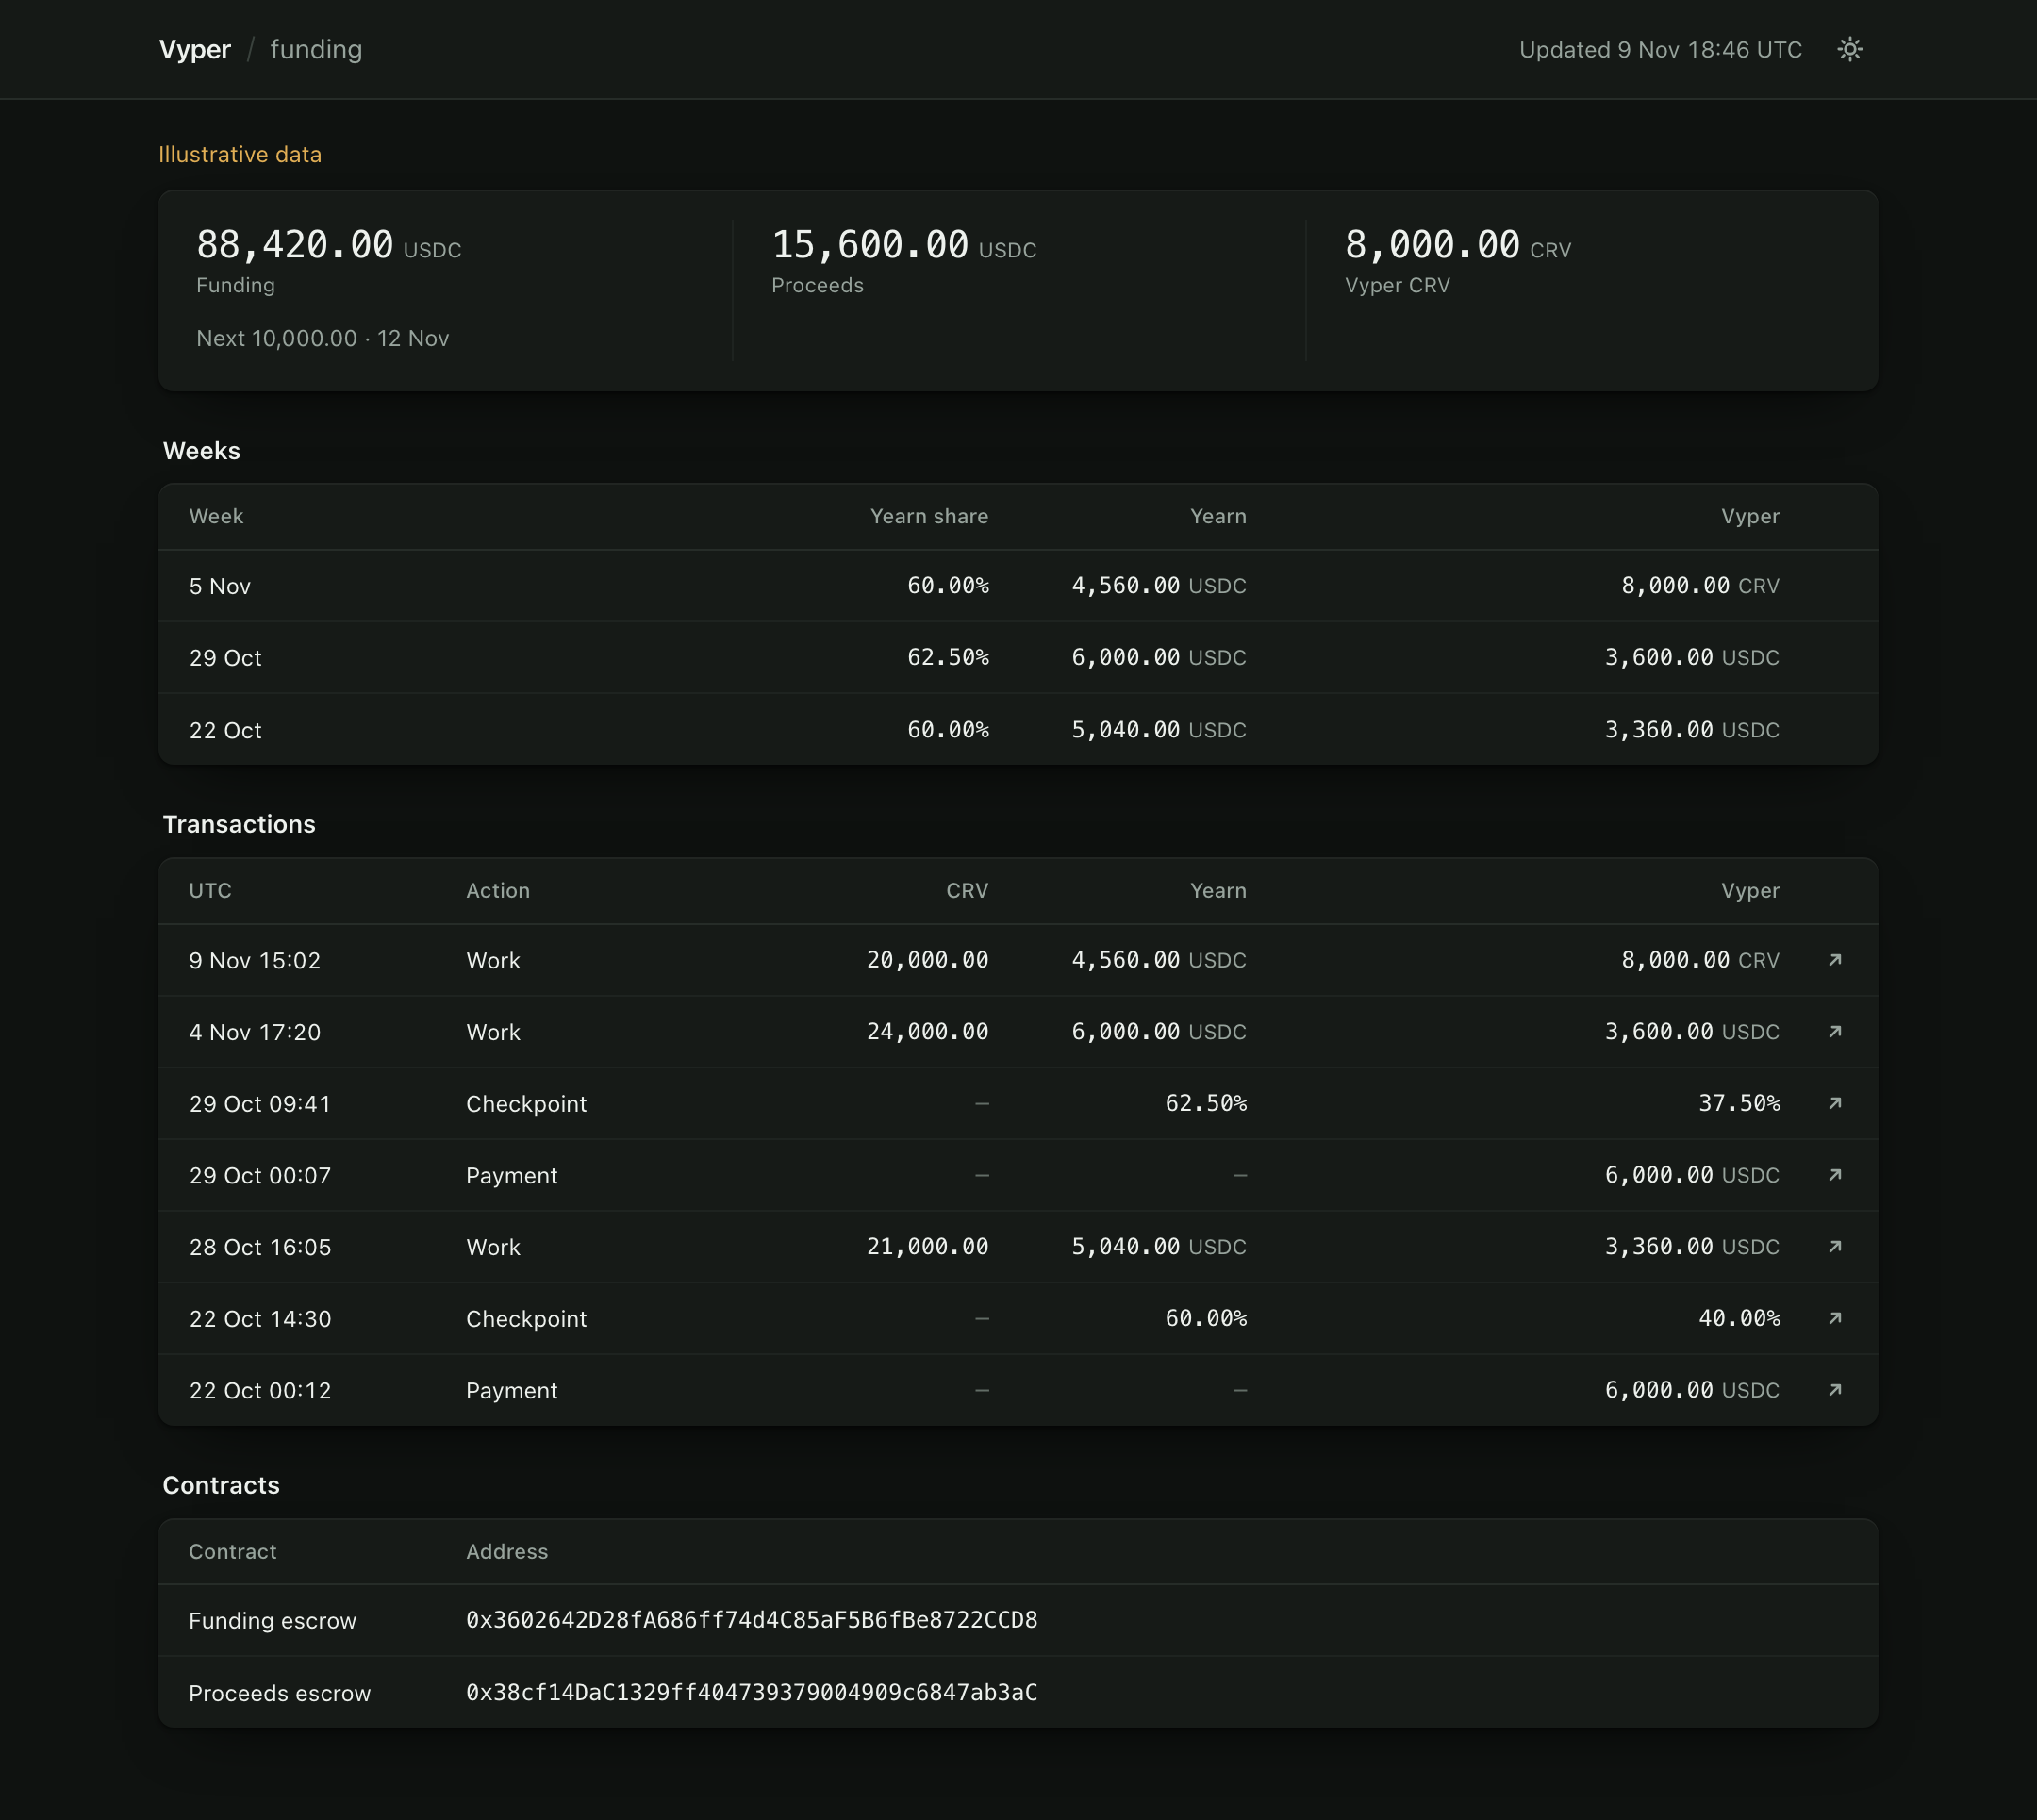 Vyper / funding Updated 9 Nov 18:46 UTC
Illustrative data
88,420.00 USDC 15,600.00 USDC 8,000.00 CRV
Funding Proceeds Vyper CRV
Next 10,000.00 · 12 Nov
Weeks
Week Yearn share Yearn Vyper
5 Nov 60.00% 4,560.00 USDC 8,000.00 CRV
29 Oct 62.50% 6,000.00 USDC 3,600.00 USDC
22 Oct 60.00% 5,040.00 USDC 3,360.00 USDC
Transactions
UTC Action CRV Yearn Vyper
9 Nov 15:02 Work 20,000.00 4,560.00 USDC 8,000.00 CRV ↗
4 Nov 17:20 Work 24,000.00 6,000.00 USDC 3,600.00 USDC ↗
29 Oct 09:41 Checkpoint – 62.50% 37.50% ↗
29 Oct 00:07 Payment – – 6,000.00 USDC ↗
28 Oct 16:05 Work 21,000.00 5,040.00 USDC 3,360.00 USDC ↗
22 Oct 14:30 Checkpoint – 60.00% 40.00% ↗
22 Oct 00:12 Payment – – 6,000.00 USDC ↗
Contracts
Contract Address
Funding escrow 0x3602642D28fA686ff74d4C85aF5B6fBe8722CCD8
Proceeds escrow 0x38cf14DaC1329ff404739379004909c6847ab3aC